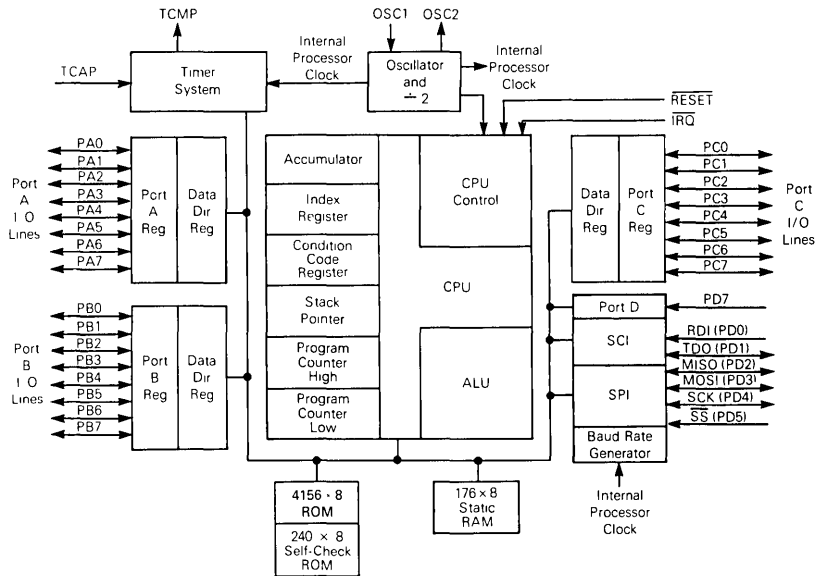 TCMP
OSC1
OSC2
TCAP
Timer
System
Internal
Processor
Clock
Oscillator
and
÷ 2
Internal
Processor
Clock
RESET
IRQ
Port
A
I O
Lines
PA0
PA1
PA2
PA3
PA4
PA5
PA6
PA7
Port
A
Reg
Data
Dir
Reg
Accumulator
Index
Register
Condition
Code
Register
Stack
Pointer
Program
Counter
High
Program
Counter
Low
CPU
Control
CPU
ALU
Data
Dir
Reg
Port
C
Reg
PC0
PC1
PC2
PC3
PC4
PC5
PC6
PC7
Port
C
I/O
Lines
Port
B
I O
Lines
PB0
PB1
PB2
PB3
PB4
PB5
PB6
PB7
Port
B
Reg
Data
Dir
Reg
Port D
SCI
SPI
Baud Rate
Generator
PD7
RDI (PD0)
TDO (PD1)
MISO (PD2)
MOSI (PD3)
SCK (PD4)
SS (PD5)
Internal
Processor
Clock
4156 × 8
ROM
240 × 8
Self-Check
ROM
176 × 8
Static
RAM